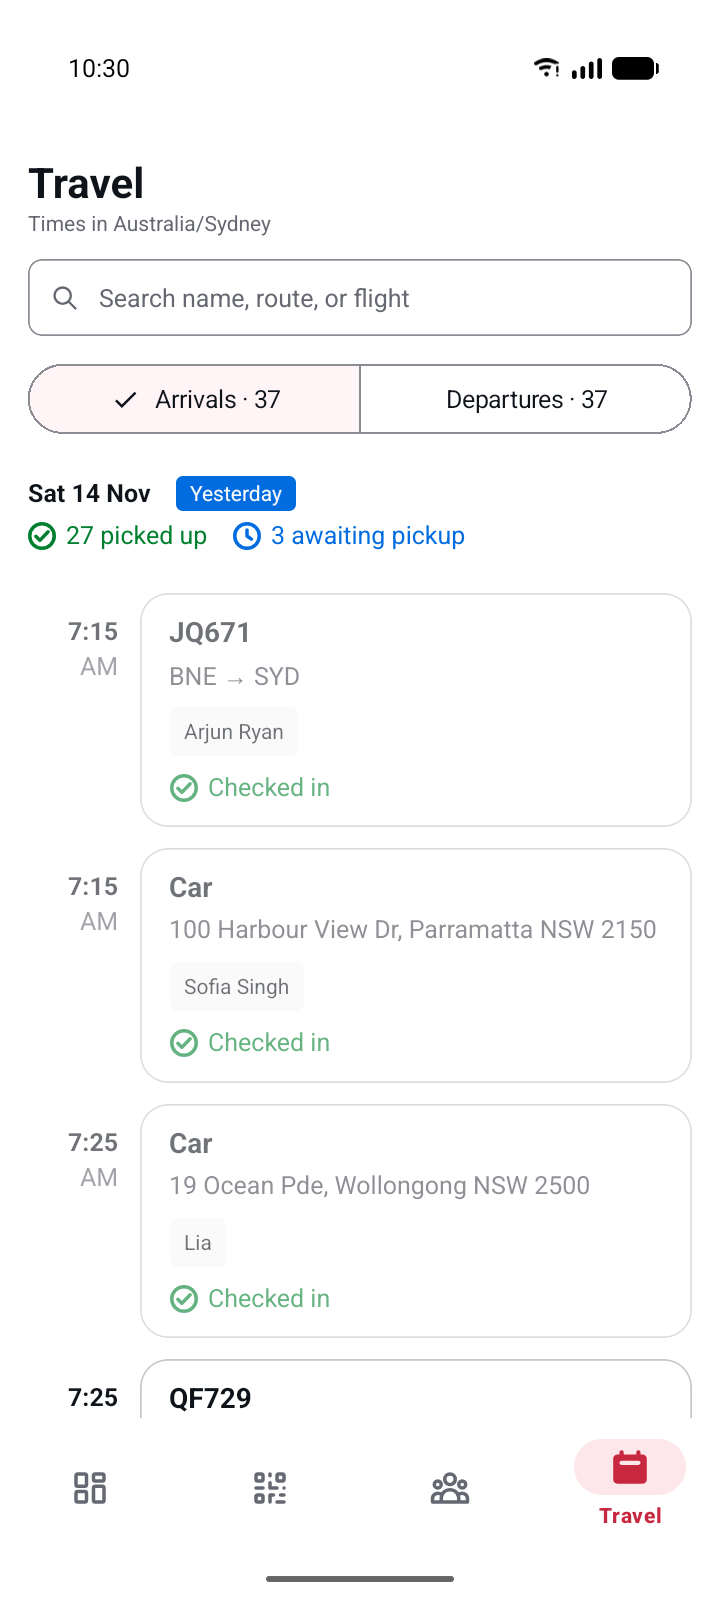 10:30
Travel
Times in Australia/Sydney
Search name, route, or flight
Arrivals · 37
Departures · 37
Sat 14 Nov
Yesterday
27 picked up
3 awaiting pickup
7:15
AM
JQ671
BNE → SYD
Arjun Ryan
Checked in
7:15
AM
Car
100 Harbour View Dr, Parramatta NSW 2150
Sofia Singh
Checked in
7:25
AM
Car
19 Ocean Pde, Wollongong NSW 2500
Lia
Checked in
7:25
QF729
Travel